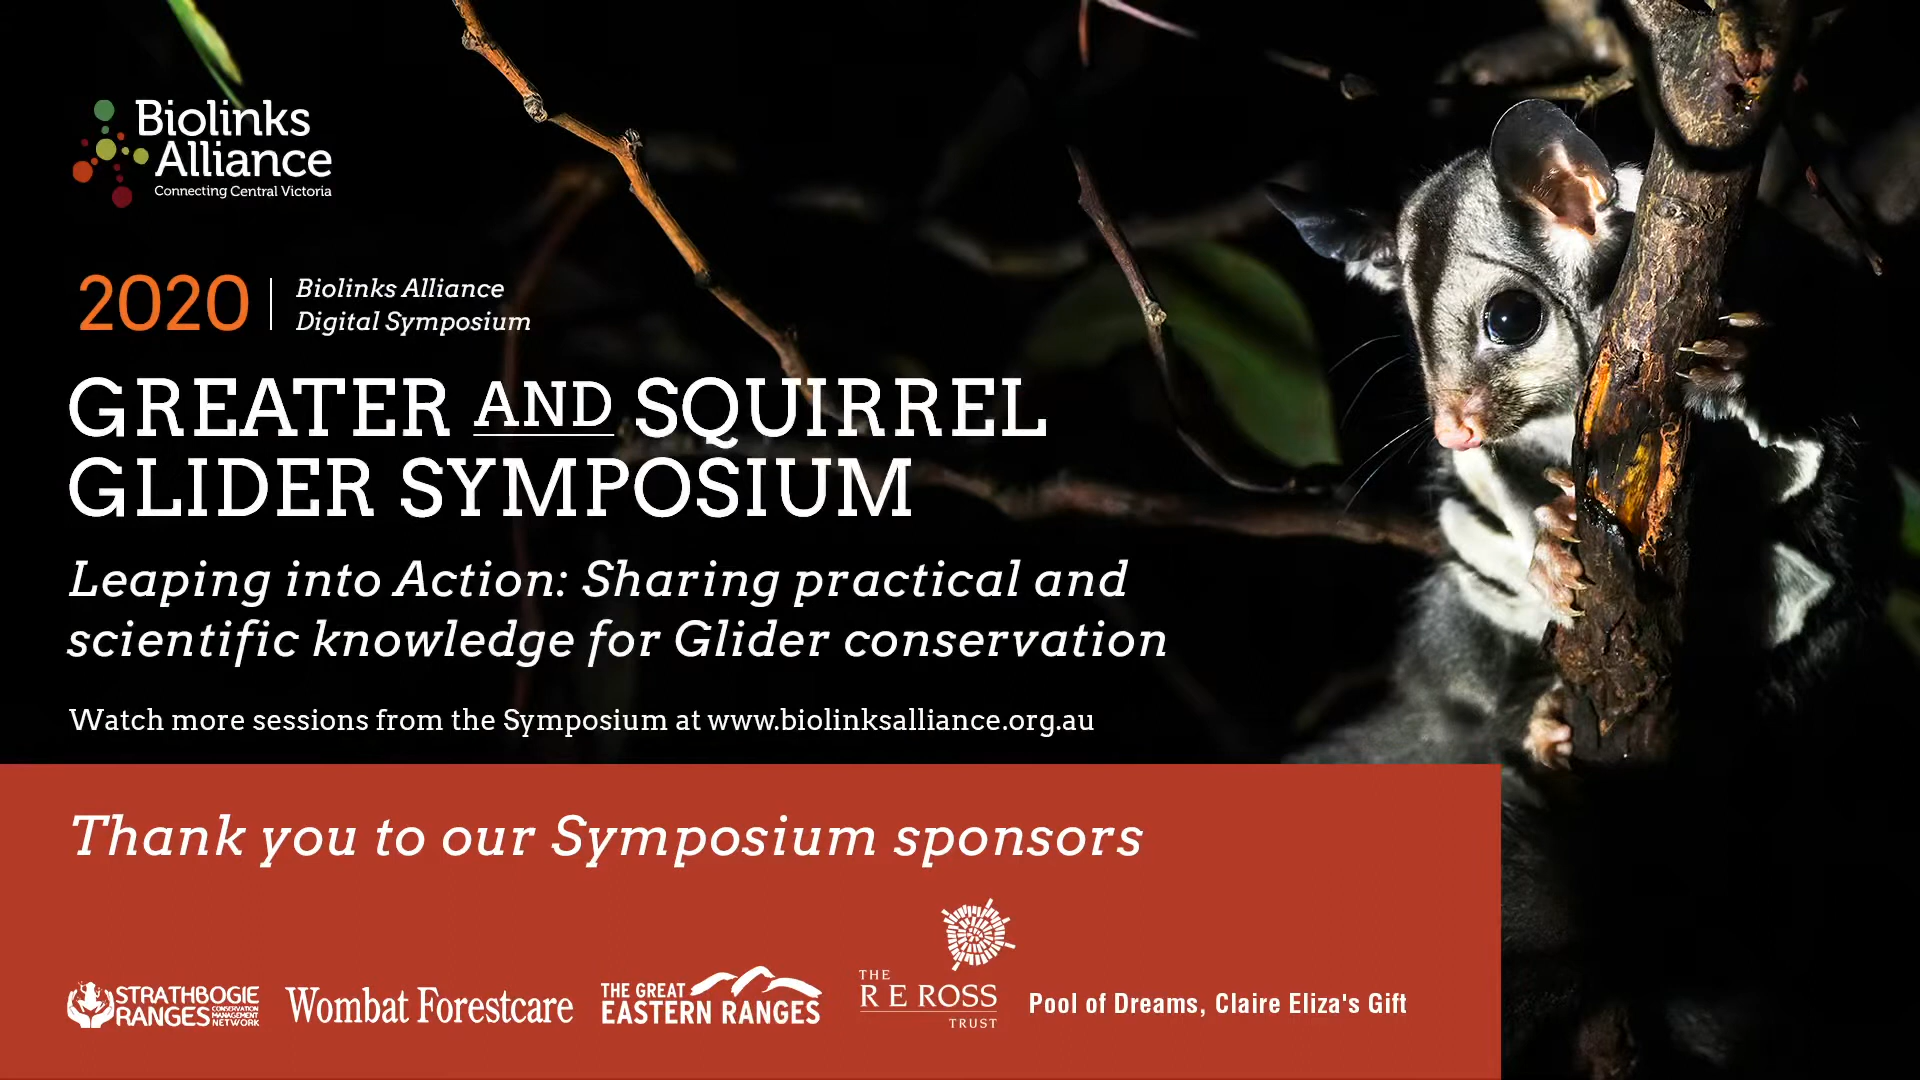 Biolinks
Alliance
Connecting Central Victoria
2020
Biolinks Alliance
Digital Symposium
GREATER AND SQUIRREL
GLIDER SYMPOSIUM
Leaping into Action: Sharing practical and
scientific knowledge for Glider conservation
Watch more sessions from the Symposium at www.biolinksalliance.org.au
Thank you to our Symposium sponsors
STRATHBOGIE
RANGES
CONSERVATION
MANAGEMENT
NETWORK
Wombat Forestcare
THE GREAT
EASTERN RANGES
THE
R E ROSS
TRUST
Pool of Dreams, Claire Eliza's Gift